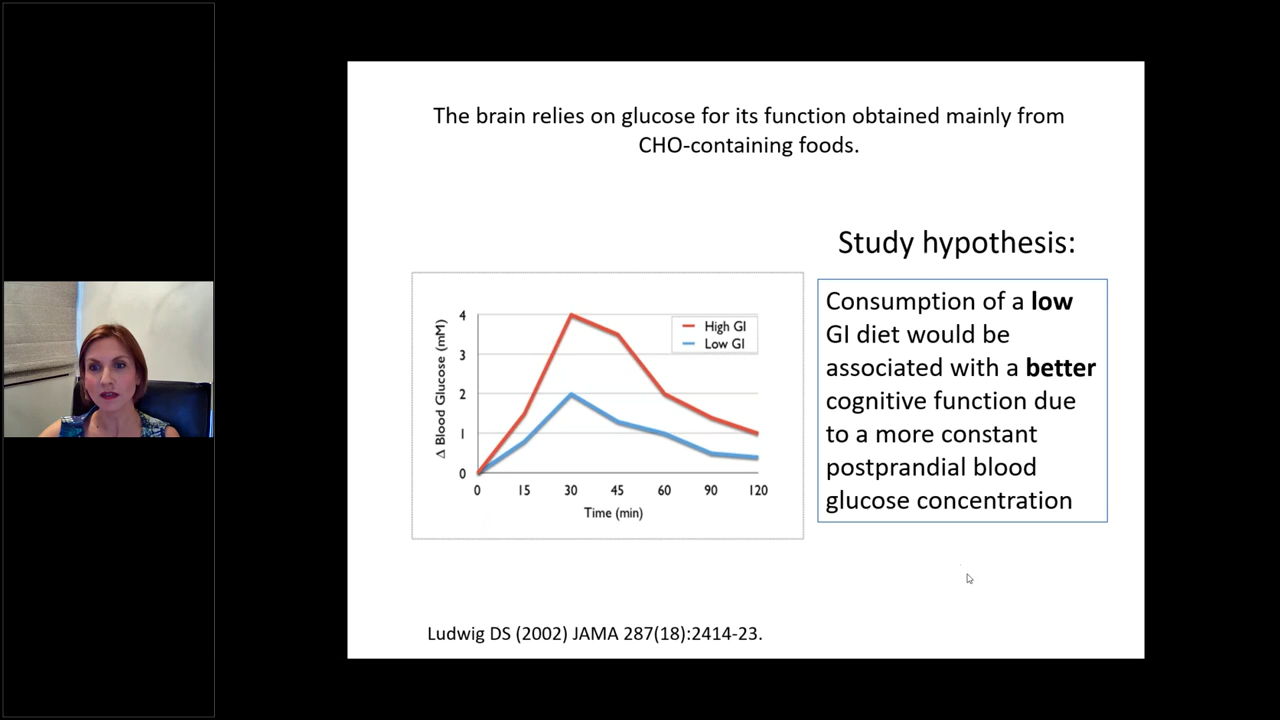 The brain relies on glucose for its function obtained mainly from
CHO-containing foods.
Study hypothesis:
Consumption of a low
GI diet would be
associated with a better
cognitive function due
to a more constant
postprandial blood
glucose concentration
Δ Blood Glucose (mM)
4
3
2
1
0
High GI
Low GI
0 15 30 45 60 90 120
Time (min)
Ludwig DS (2002) JAMA 287(18):2414-23.